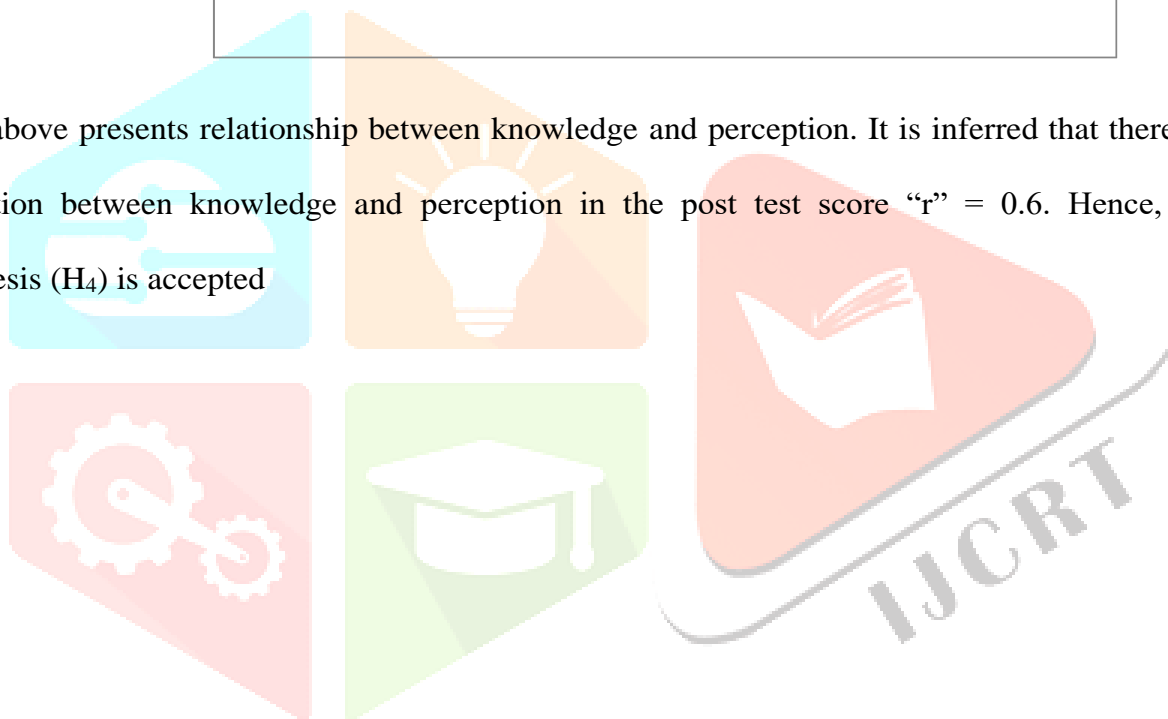 above presents relationship between knowledge and perception. It is inferred that there
tion between knowledge and perception in the post test score “r” = 0.6. Hence,
esis (H₄) is accepted
IJCRT